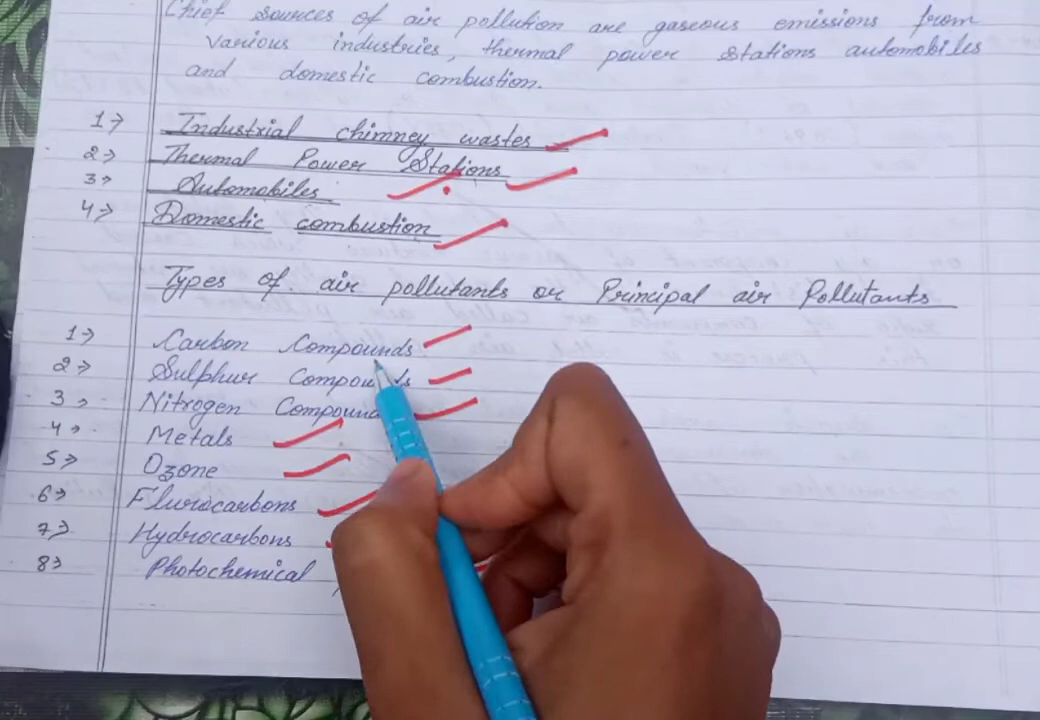 Chief sources of air pollution are gaseous emissions from
various industries, thermal power stations automobiles
and domestic combustion.
1) Industrial chimney wastes
2) Thermal Power Stations
3) Automobiles
4) Domestic combustion
Types of air pollutants or Principal air Pollutants
1) Carbon Compounds
2) Sulphur Compounds
3) Nitrogen Compound
4) Metals
5) Ozone
6) Flurocarbons
7) Hydrocarbons
8) Photochemical